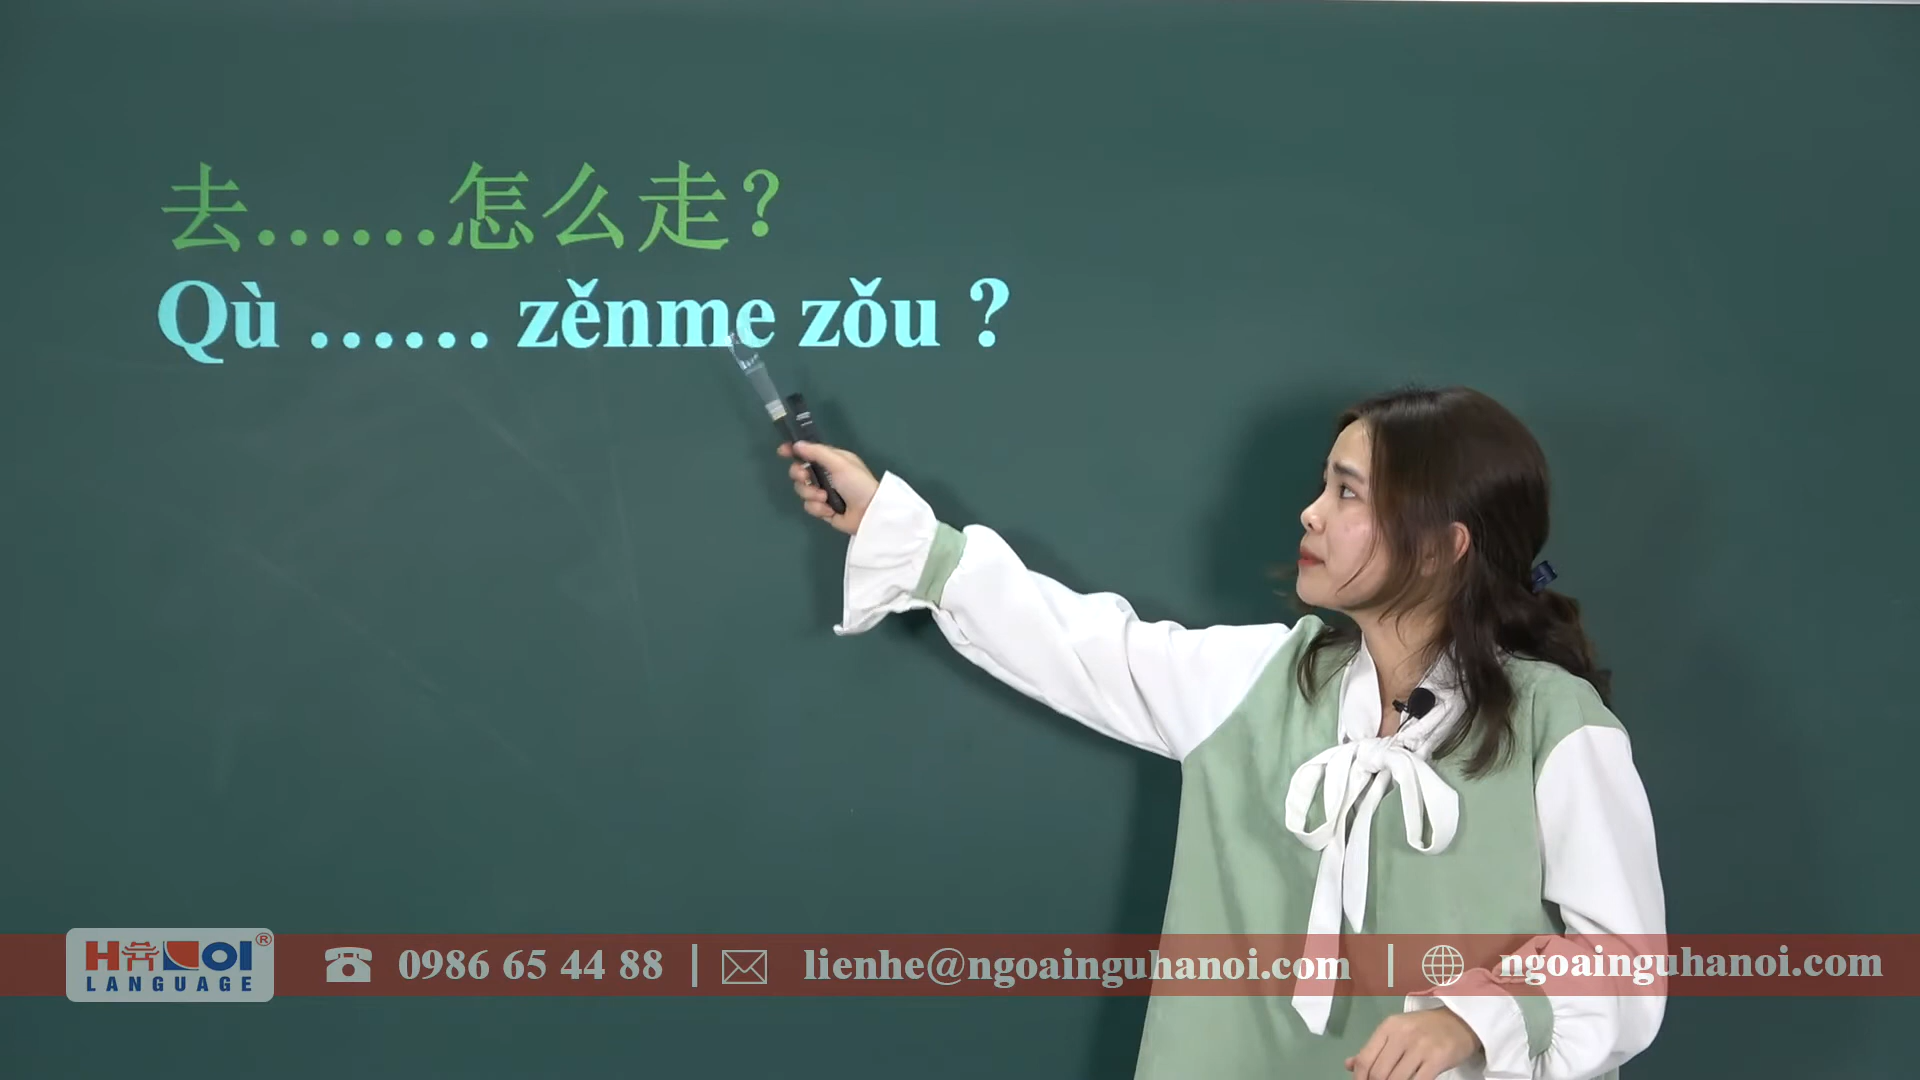 去……怎么走?
Qù …… zěnme zǒu ?
HANOI®
LANGUAGE
0986 65 44 88 | lienhe@ngoainguhanoi.com | ngoainguhanoi.com